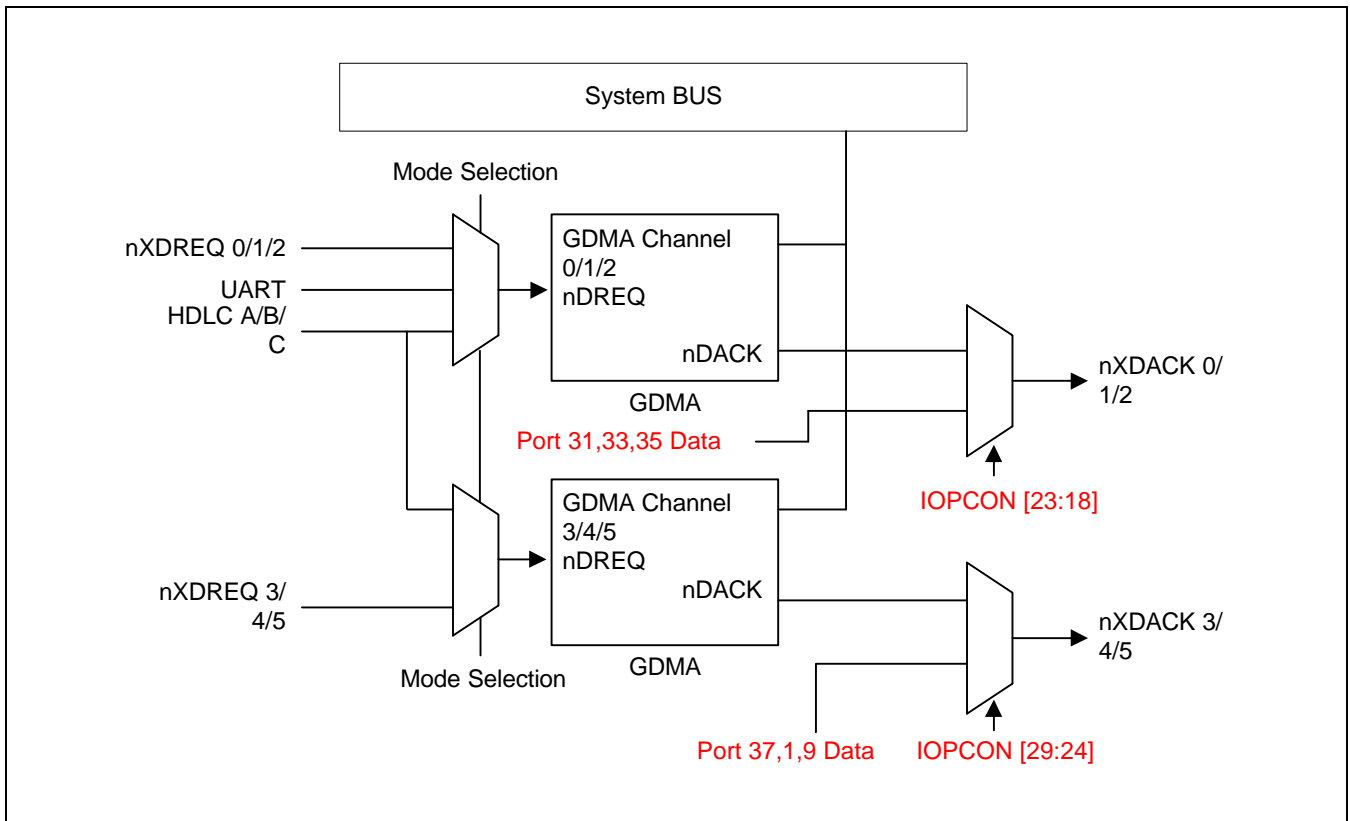 System BUS
Mode Selection
nXDREQ 0/1/2
UART
HDLC A/B/
C
GDMA Channel
0/1/2
nDREQ
nDACK
GDMA
Port 31,33,35 Data
nXDACK 0/
1/2
IOPCON [23:18]
GDMA Channel
3/4/5
nDREQ
nDACK
GDMA
nXDREQ 3/
4/5
Mode Selection
nXDACK 3/
4/5
Port 37,1,9 Data
IOPCON [29:24]